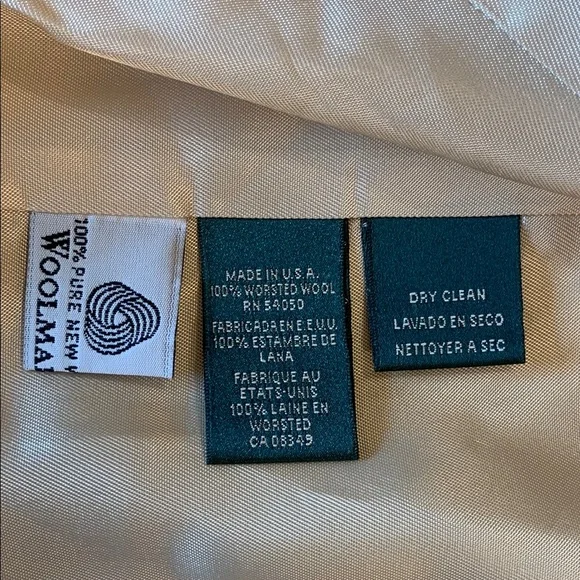 100% PURE NEW
WOOLMA
MADE IN U.S.A.
100% WORSTED WOOL
RN 54050
FABRICADA EN E.E.U.U.
100% ESTAMBRE DE
LANA
FABRIQUE AU
ETATS-UNIS
100% LAINE EN
WORSTED
CA 08349
DRY CLEAN
LAVADO EN SECO
NETTOYER A SEC